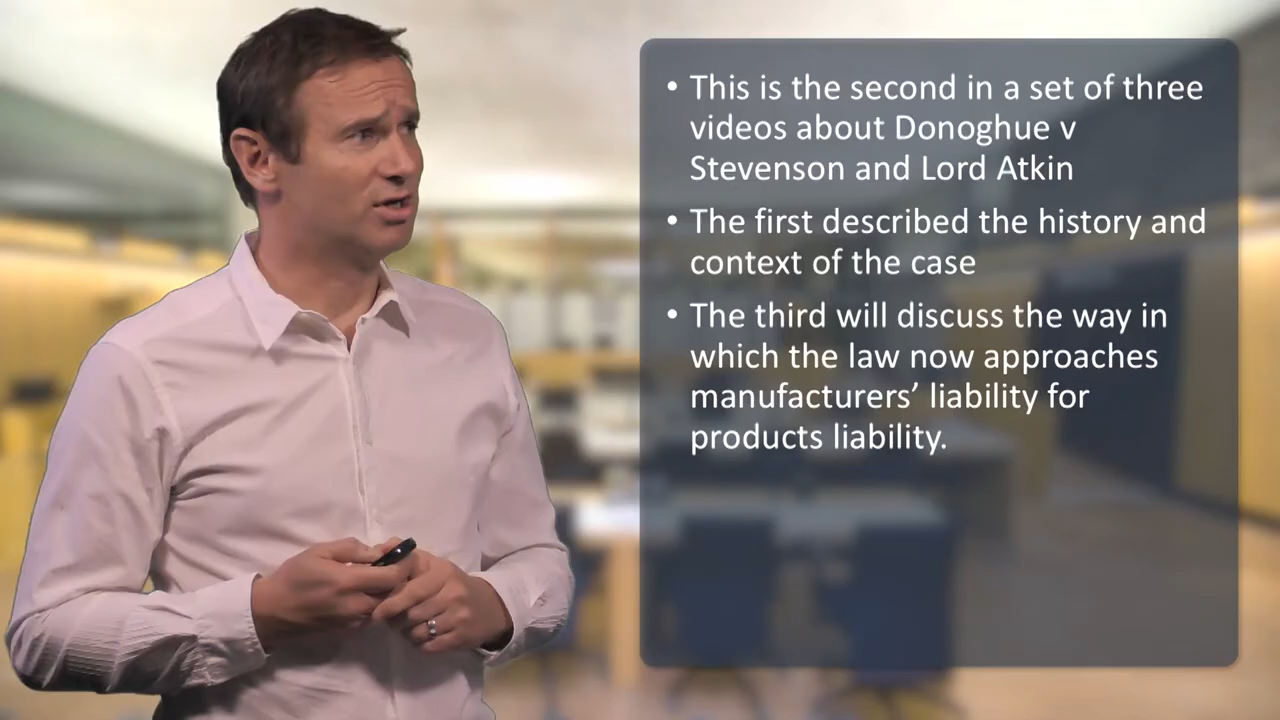 • This is the second in a set of three
videos about Donoghue v
Stevenson and Lord Atkin
• The first described the history and
context of the case
• The third will discuss the way in
which the law now approaches
manufacturers’ liability for
products liability.